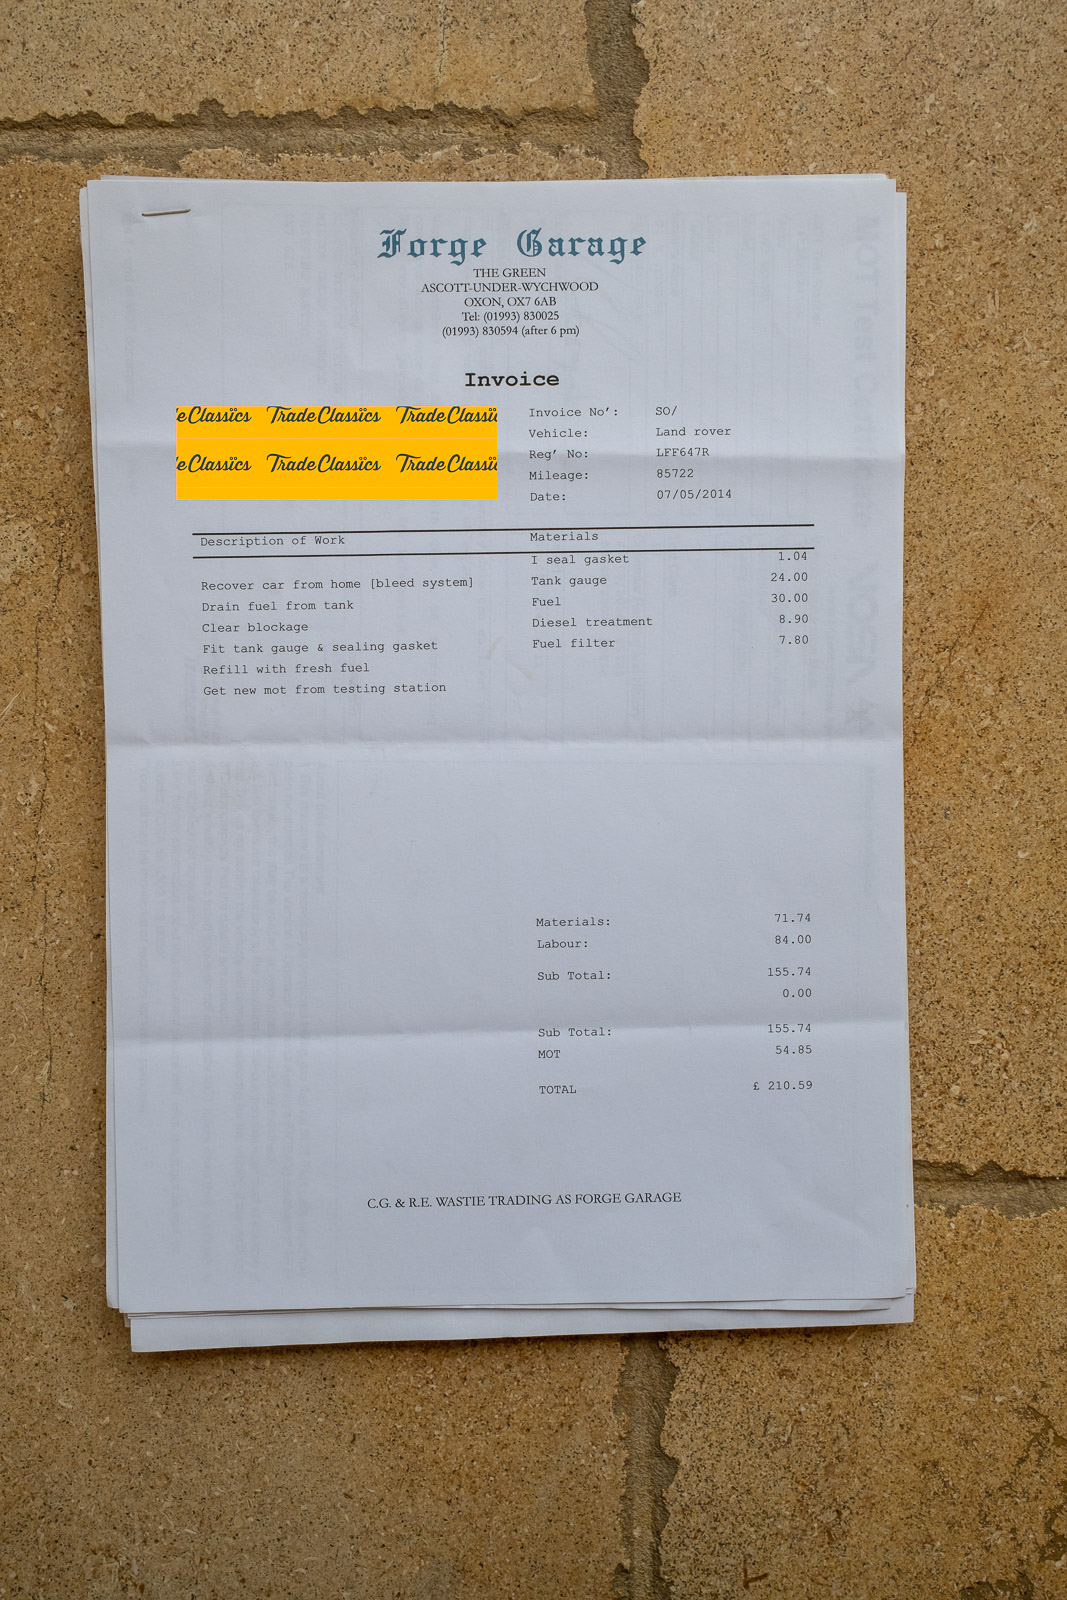 Forge Garage
THE GREEN
ASCOTT-UNDER-WYCHWOOD
OXON, OX7 6AB
Tel: (01993) 830025
(01993) 830594 (after 6 pm)
Invoice
eClassics TradeClassics TradeClassi
eClassics TradeClassics TradeClassi
Invoice No': SO/
Vehicle: Land rover
Reg' No: LFF647R
Mileage: 85722
Date: 07/05/2014
Description of Work
Recover car from home [bleed system]
Drain fuel from tank
Clear blockage
Fit tank gauge & sealing gasket
Refill with fresh fuel
Get new mot from testing station
Materials
I seal gasket 1.04
Tank gauge 24.00
Fuel 30.00
Diesel treatment 8.90
Fuel filter 7.80
Materials: 71.74
Labour: 84.00
Sub Total: 155.74
0.00
Sub Total: 155.74
MOT 54.85
TOTAL £ 210.59
C.G. & R.E. WASTIE TRADING AS FORGE GARAGE